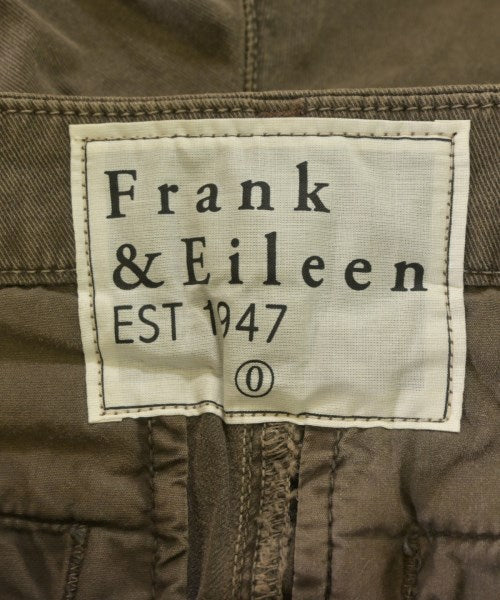 Frank
& Eileen
EST 1947
0